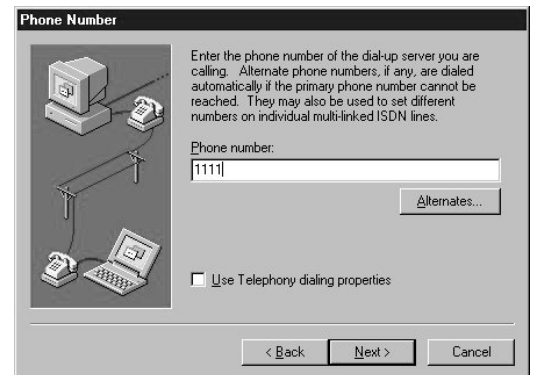 Phone Number
Enter the phone number of the dial-up server you are
calling. Alternate phone numbers, if any, are dialed
automatically if the primary phone number cannot be
reached. They may also be used to set different
numbers on individual multi-linked ISDN lines.
Phone number:
1111
Alternates...
Use Telephony dialing properties
< Back
Next >
Cancel